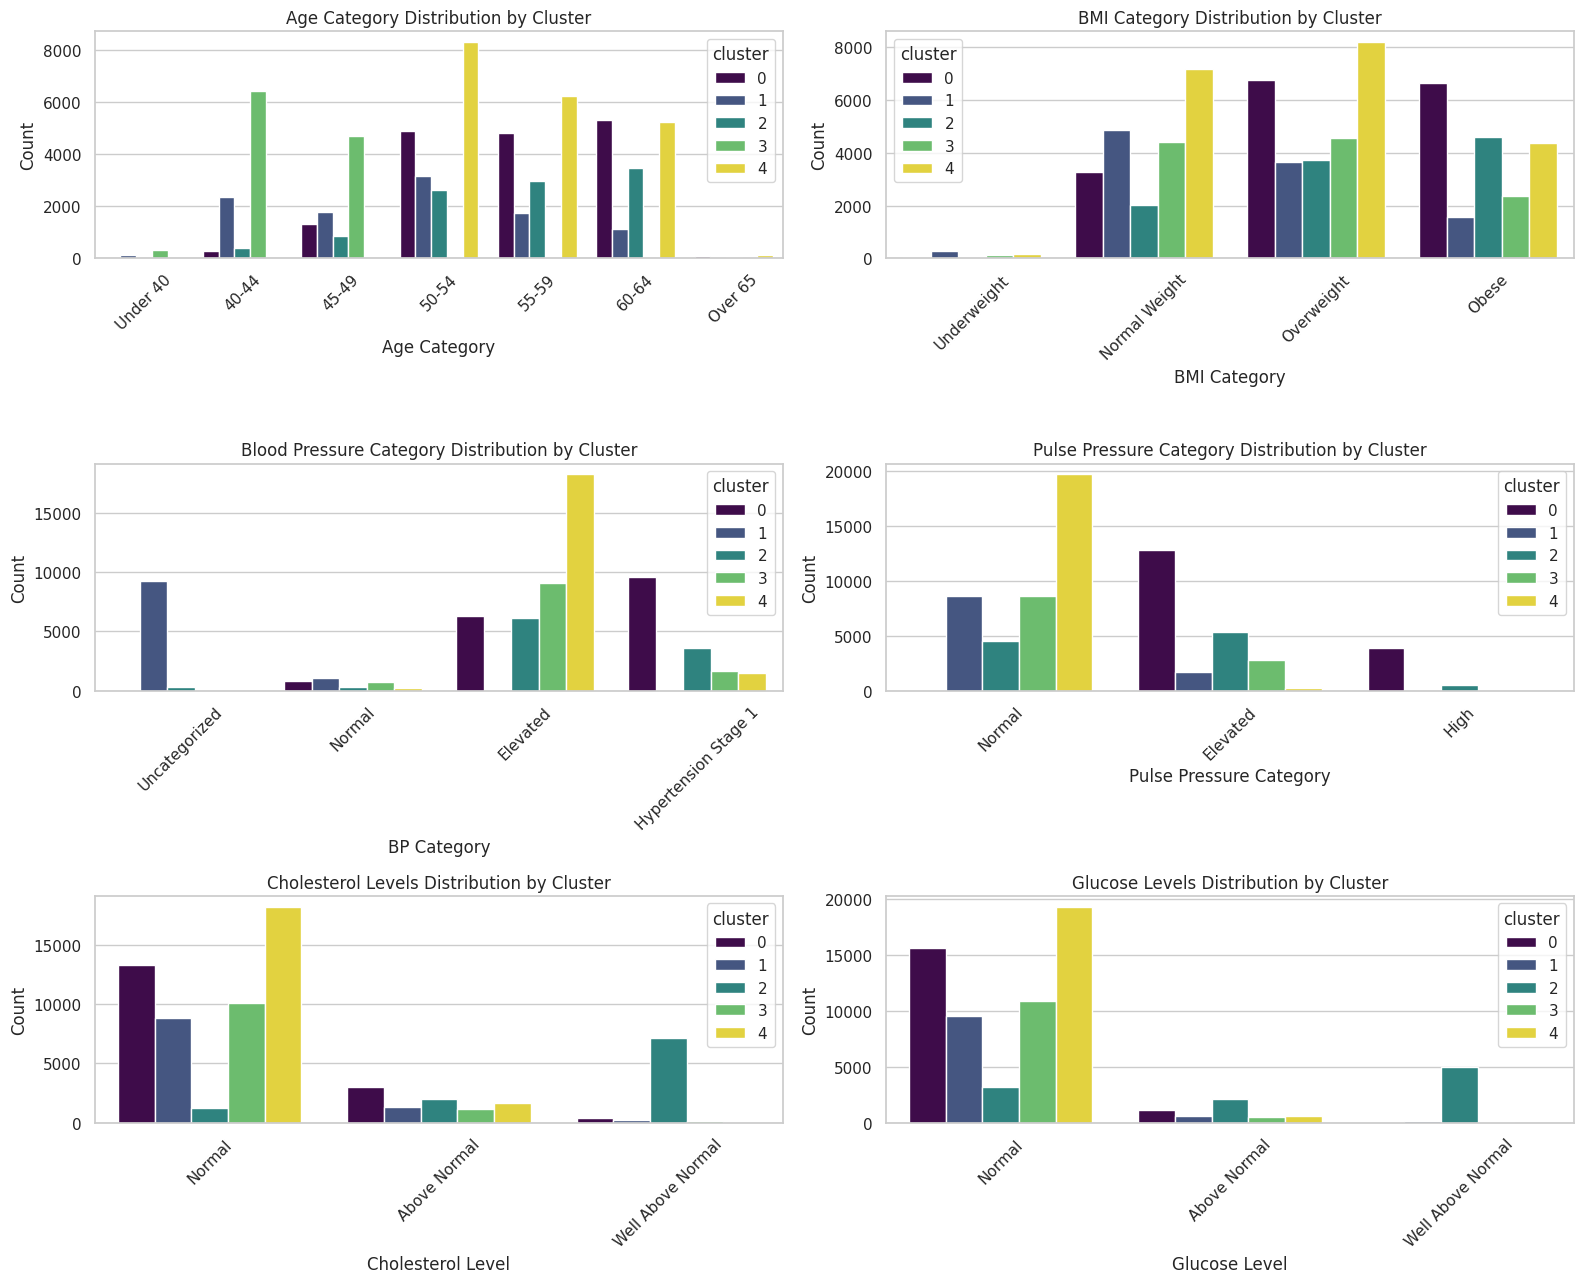 Age Category Distribution by Cluster
8000
6000
4000
2000
0
Count
cluster
0
1
2
3
4
Under 40
40-44
45-49
50-54
55-59
60-64
Over 65
Age Category
BMI Category Distribution by Cluster
8000
6000
4000
2000
0
Count
cluster
0
1
2
3
4
Underweight
Normal Weight
Overweight
Obese
BMI Category
Blood Pressure Category Distribution by Cluster
15000
10000
5000
0
Count
cluster
0
1
2
3
4
Uncategorized
Normal
Elevated
Hypertension Stage 1
BP Category
Pulse Pressure Category Distribution by Cluster
20000
15000
10000
5000
0
Count
cluster
0
1
2
3
4
Normal
Elevated
High
Pulse Pressure Category
Cholesterol Levels Distribution by Cluster
15000
10000
5000
0
Count
cluster
0
1
2
3
4
Normal
Above Normal
Well Above Normal
Cholesterol Level
Glucose Levels Distribution by Cluster
20000
15000
10000
5000
0
Count
cluster
0
1
2
3
4
Normal
Above Normal
Well Above Normal
Glucose Level